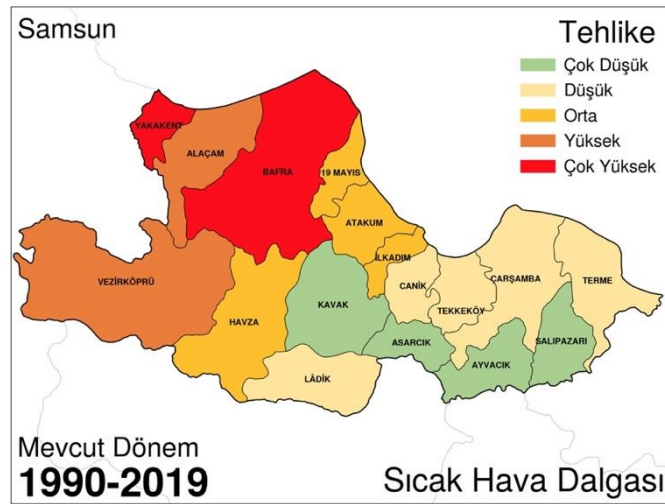 Samsun
Tehlike
Çok Düşük
Düşük
Orta
Yüksek
Çok Yüksek
YAKAKENT
ALAÇAM
BAFRA
19 MAYIS
ATAKUM
İLKADIM
VEZİRKÖPRÜ
HAVZA
KAVAK
CANİK
TEKKEKÖY
ÇARŞAMBA
TERME
ASARCIK
AYVACIK
SALIPAZARI
LÂDİK
Mevcut Dönem
1990-2019
Sıcak Hava Dalgası